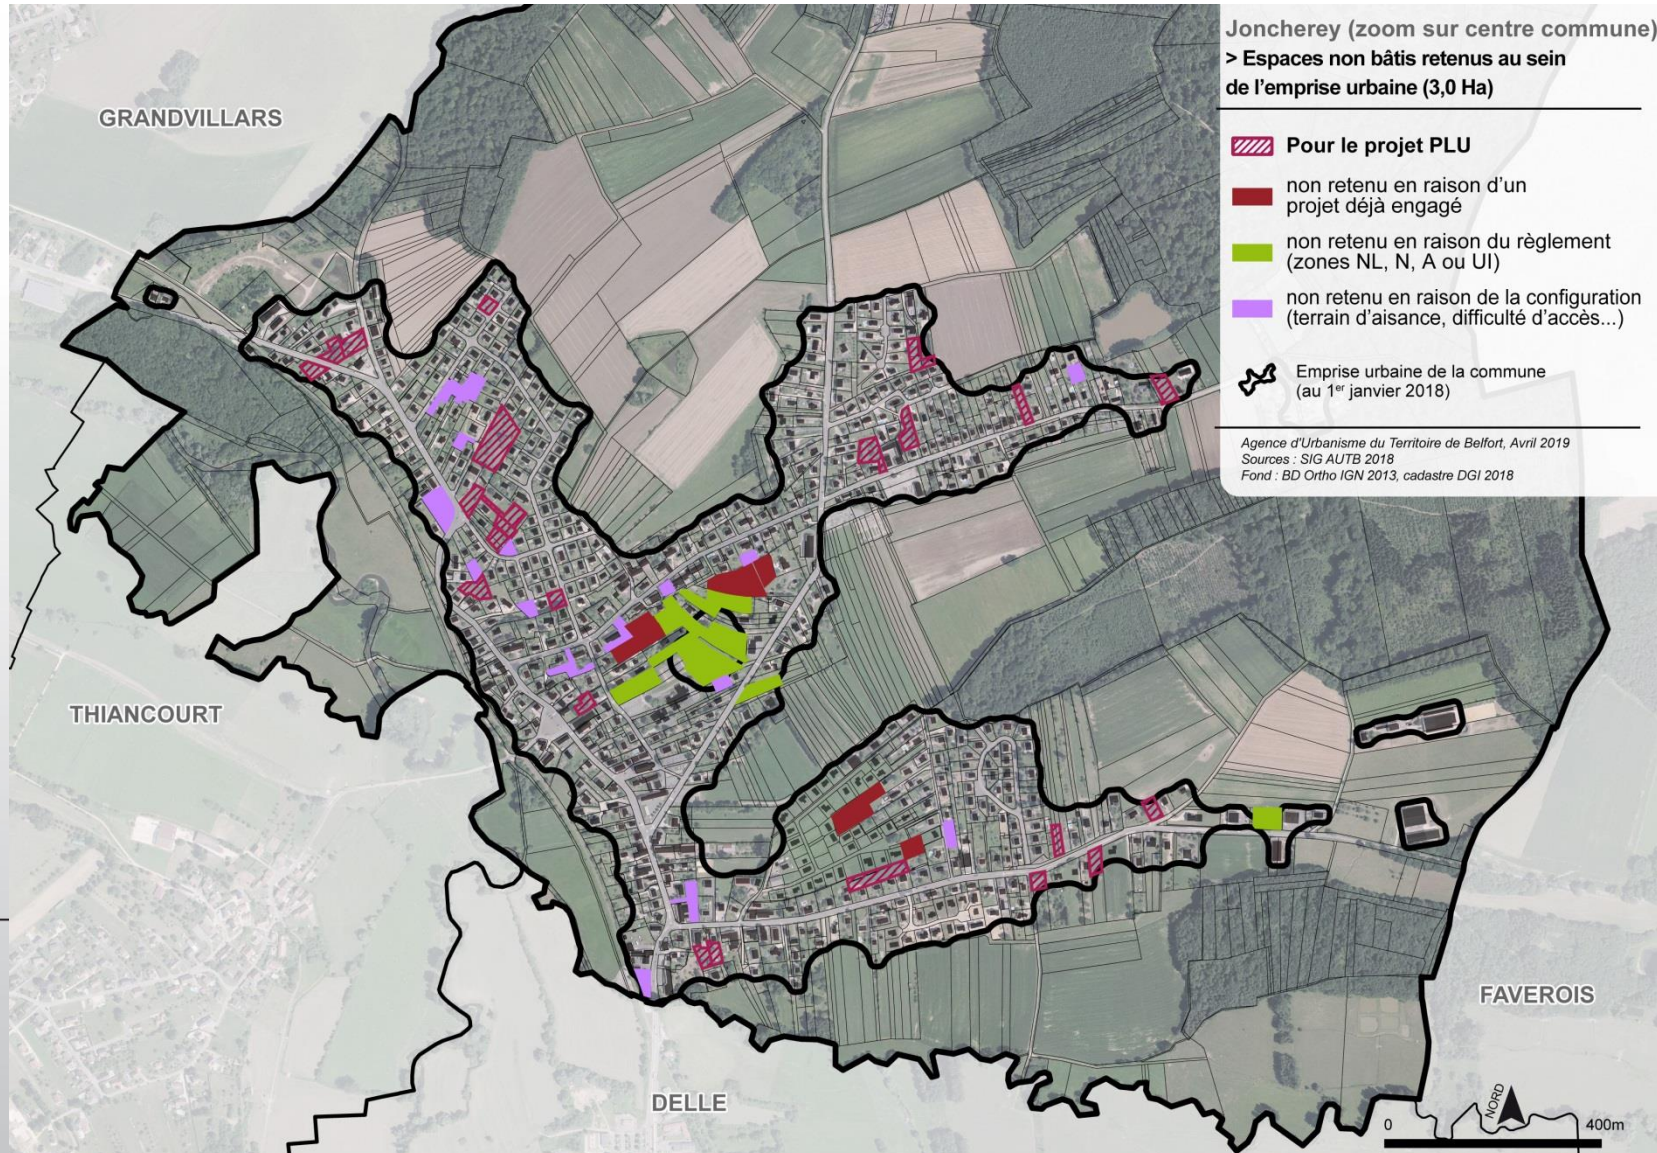 Joncherey (zoom sur centre commune)
> Espaces non bâtis retenus au sein
de l'emprise urbaine (3,0 Ha)
Pour le projet PLU
non retenu en raison d'un
projet déjà engagé
non retenu en raison du règlement
(zones NL, N, A ou UI)
non retenu en raison de la configuration
(terrain d'aisance, difficulté d'accès...)
Emprise urbaine de la commune
(au 1er janvier 2018)
Agence d'Urbanisme du Territoire de Belfort, Avril 2019
Sources : SIG AUTB 2018
Fond : BD Ortho IGN 2013, cadastre DGI 2018
GRANDVILLARS
THIANCOURT
FAVEROIS
DELLE
NORD
0 400m